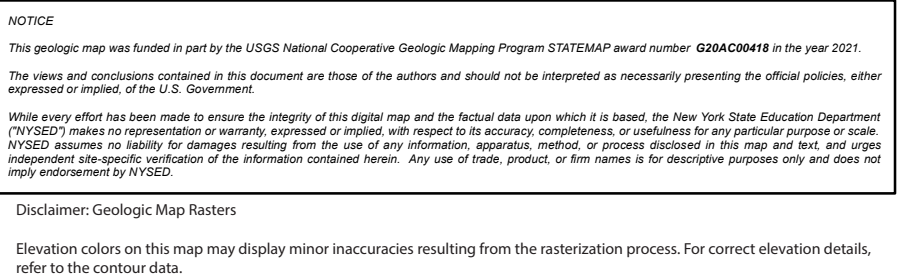 NOTICE
This geologic map was funded in part by the USGS National Cooperative Geologic Mapping Program STATEMAP award number G20AC00418 in the year 2021.
The views and conclusions contained in this document are those of the authors and should not be interpreted as necessarily presenting the official policies, either
expressed or implied, of the U.S. Government.
While every effort has been made to ensure the integrity of this digital map and the factual data upon which it is based, the New York State Education Department
("NYSED") makes no representation or warranty, expressed or implied, with respect to its accuracy, completeness, or usefulness for any particular purpose or scale.
NYSED assumes no liability for damages resulting from the use of any information, apparatus, method, or process disclosed in this map and text, and urges
independent site-specific verification of the information contained herein. Any use of trade, product, or firm names is for descriptive purposes only and does not
imply endorsement by NYSED.
Disclaimer: Geologic Map Rasters
Elevation colors on this map may display minor inaccuracies resulting from the rasterization process. For correct elevation details,
refer to the contour data.